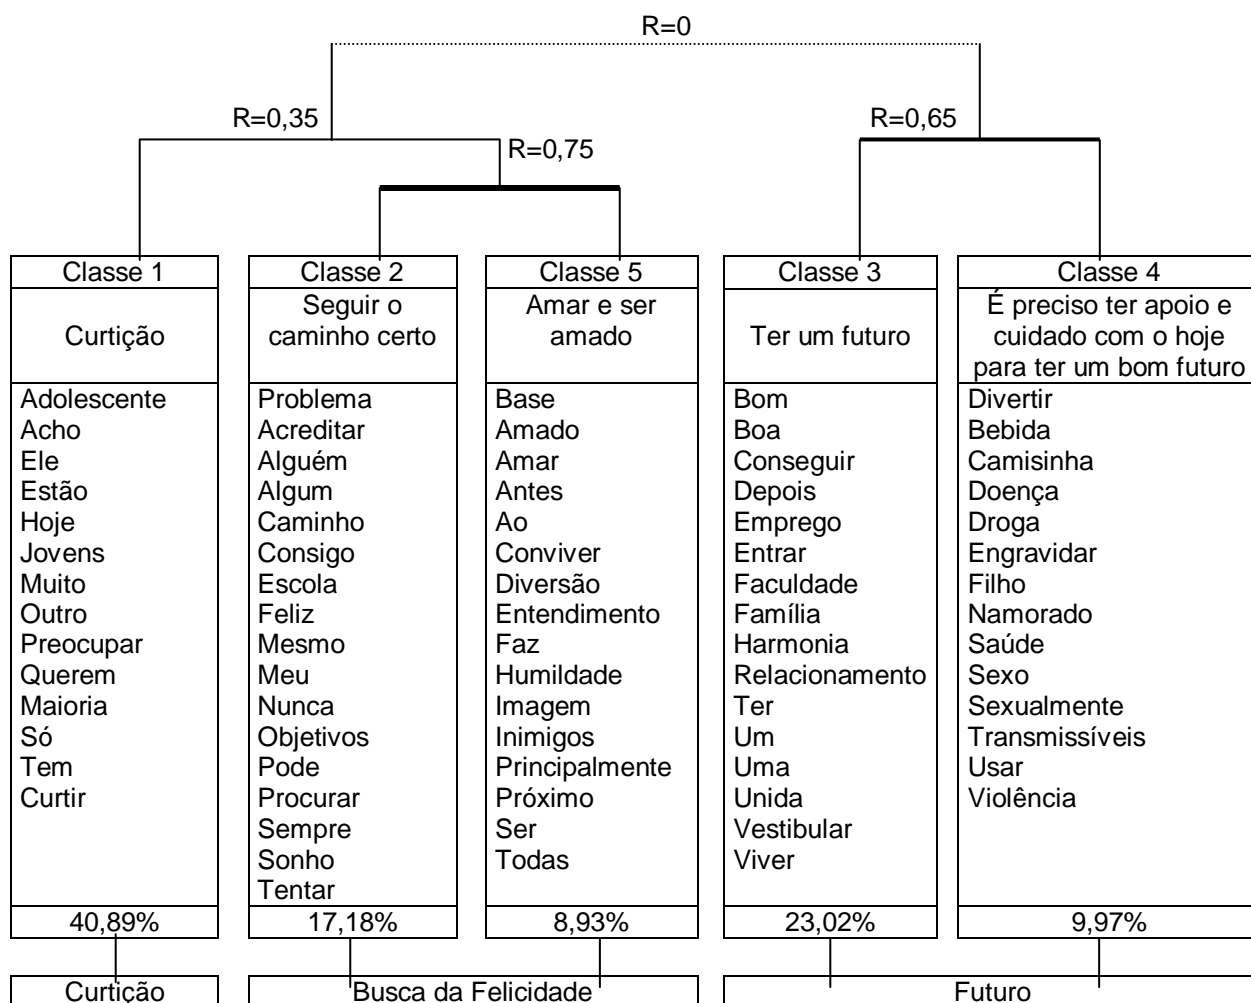 R=0
R=0,35
R=0,65
R=0,75
Classe 1
Curtição
Adolescente
Acho
Ele
Estão
Hoje
Jovens
Muito
Outro
Preocupar
Querem
Maioria
Só
Tem
Curtir
40,89%
Classe 2
Seguir o
caminho certo
Problema
Acreditar
Alguém
Algum
Caminho
Consigo
Escola
Feliz
Mesmo
Meu
Nunca
Objetivos
Pode
Procurar
Sempre
Sonho
Tentar
17,18%
Classe 5
Amar e ser
amado
Base
Amado
Amar
Antes
Ao
Conviver
Diversão
Entendimento
Faz
Humildade
Imagem
Inimigos
Principalmente
Próximo
Ser
Todas
8,93%
Classe 3
Ter um futuro
Bom
Boa
Conseguir
Depois
Emprego
Entrar
Faculdade
Família
Harmonia
Relacionamento
Ter
Um
Uma
Unida
Vestibular
Viver
23,02%
Classe 4
É preciso ter apoio e
cuidado com o hoje
para ter um bom futuro
Divertir
Bebida
Camisinha
Doença
Droga
Engravidar
Filho
Namorado
Saúde
Sexo
Sexualmente
Transmissíveis
Usar
Violência
9,97%
Curtição
Busca da Felicidade
Futuro